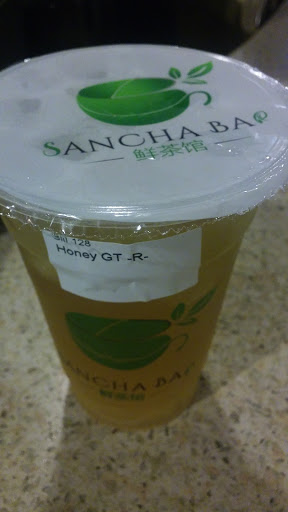 SANCHA BAR
鲜茶馆
Bill 128
Honey GT -R-
SANCHA BAR
鲜茶馆